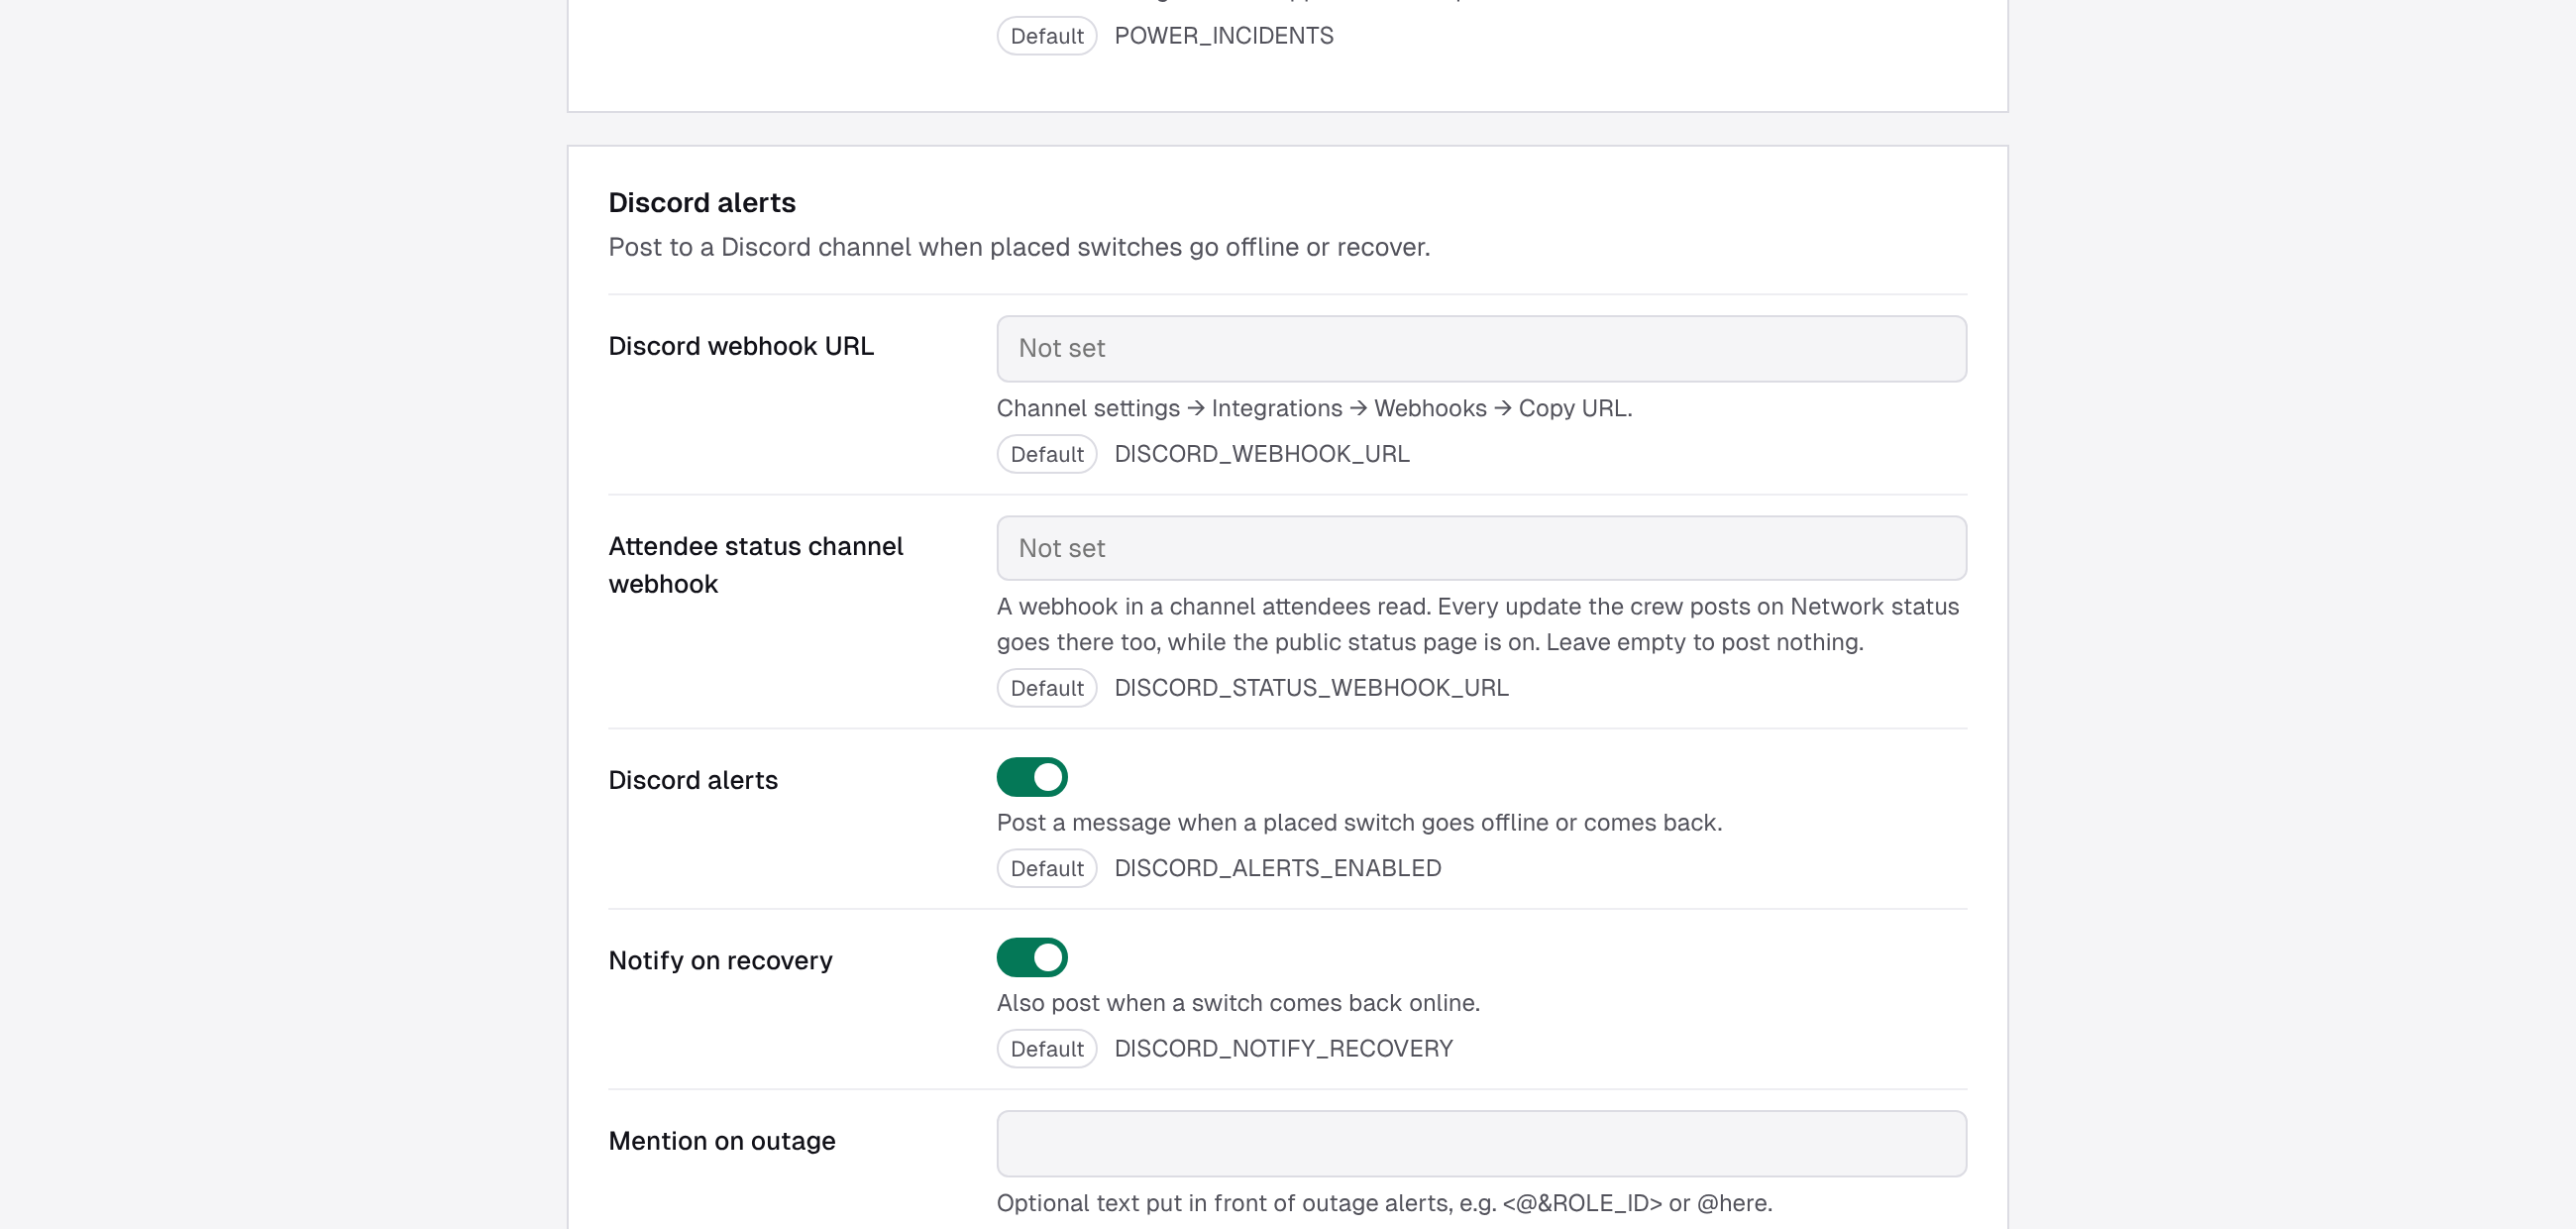 Default POWER_INCIDENTS
Discord alerts
Post to a Discord channel when placed switches go offline or recover.
Discord webhook URL
Not set
Channel settings → Integrations → Webhooks → Copy URL.
Default DISCORD_WEBHOOK_URL
Attendee status channel
webhook
Not set
A webhook in a channel attendees read. Every update the crew posts on Network status
goes there too, while the public status page is on. Leave empty to post nothing.
Default DISCORD_STATUS_WEBHOOK_URL
Discord alerts
Post a message when a placed switch goes offline or comes back.
Default DISCORD_ALERTS_ENABLED
Notify on recovery
Also post when a switch comes back online.
Default DISCORD_NOTIFY_RECOVERY
Mention on outage
Optional text put in front of outage alerts, e.g. <@&ROLE_ID> or @here.